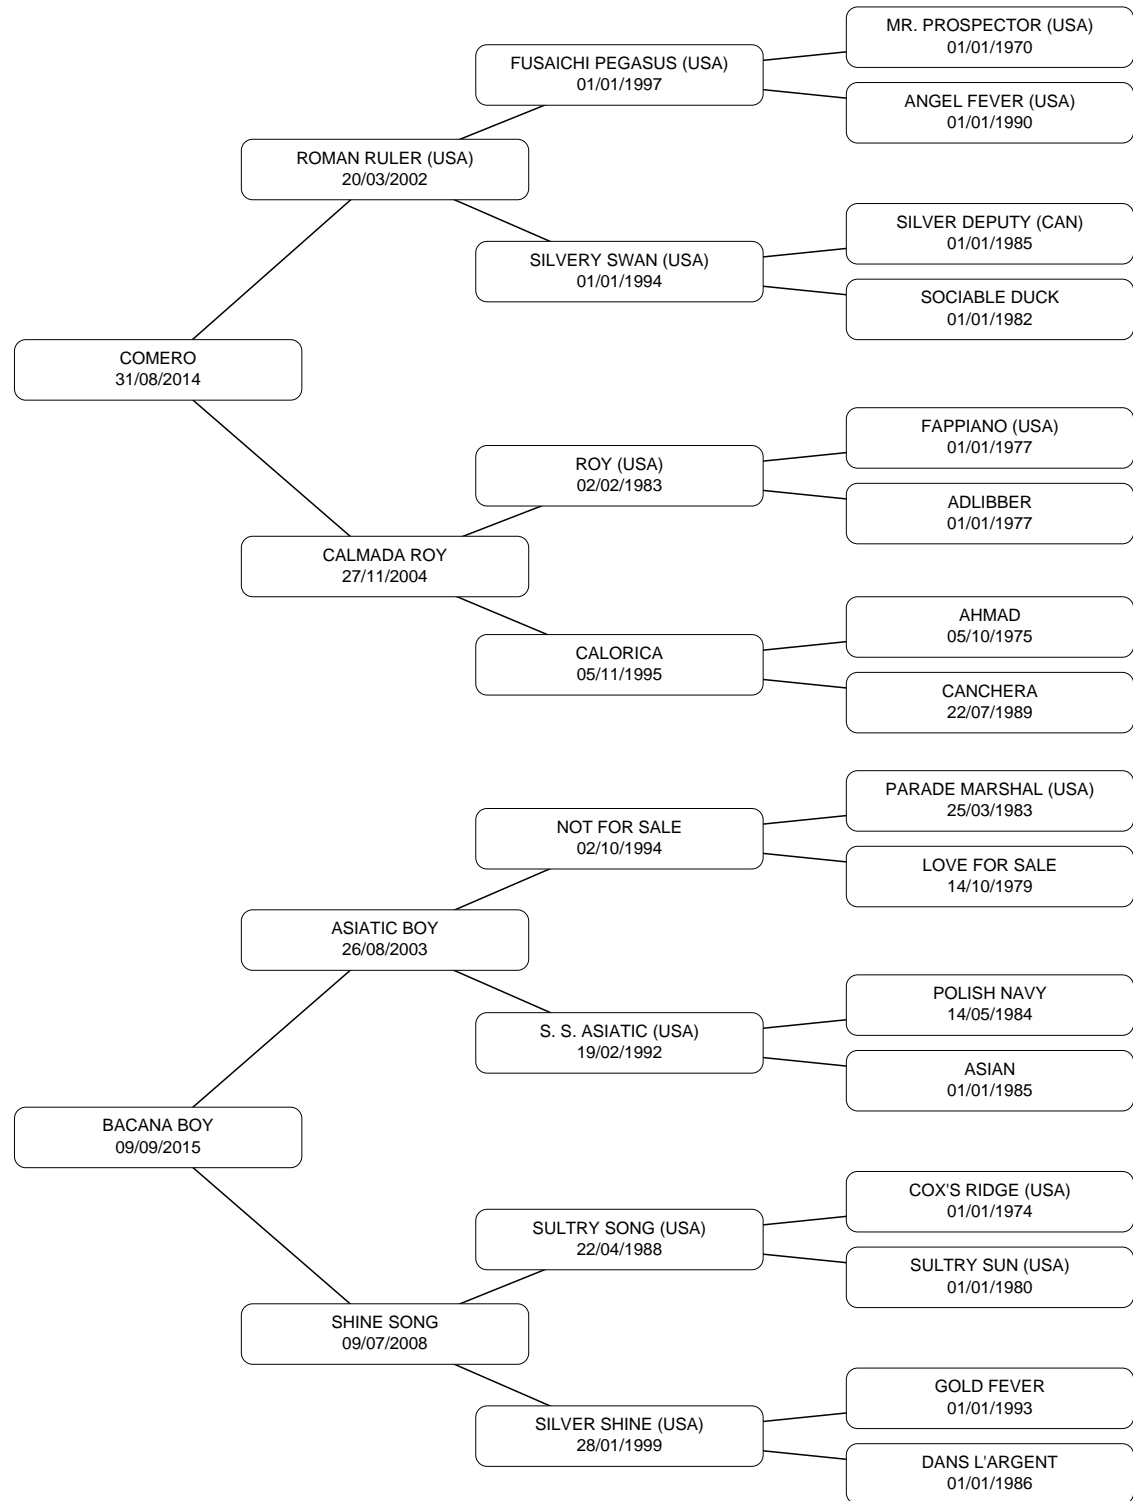 MR. PROSPECTOR (USA)
01/01/1970
FUSAICHI PEGASUS (USA)
01/01/1997
ANGEL FEVER (USA)
01/01/1990
ROMAN RULER (USA)
20/03/2002
SILVER DEPUTY (CAN)
01/01/1985
SILVERY SWAN (USA)
01/01/1994
SOCIABLE DUCK
01/01/1982
COMERO
31/08/2014
FAPPIANO (USA)
01/01/1977
ROY (USA)
02/02/1983
ADLIBBER
01/01/1977
CALMADA ROY
27/11/2004
AHMAD
05/10/1975
CALORICA
05/11/1995
CANCHERA
22/07/1989
PARADE MARSHAL (USA)
25/03/1983
NOT FOR SALE
02/10/1994
LOVE FOR SALE
14/10/1979
ASIATIC BOY
26/08/2003
POLISH NAVY
14/05/1984
S. S. ASIATIC (USA)
19/02/1992
ASIAN
01/01/1985
BACANA BOY
09/09/2015
COX'S RIDGE (USA)
01/01/1974
SULTRY SONG (USA)
22/04/1988
SULTRY SUN (USA)
01/01/1980
SHINE SONG
09/07/2008
GOLD FEVER
01/01/1993
SILVER SHINE (USA)
28/01/1999
DANS L'ARGENT
01/01/1986